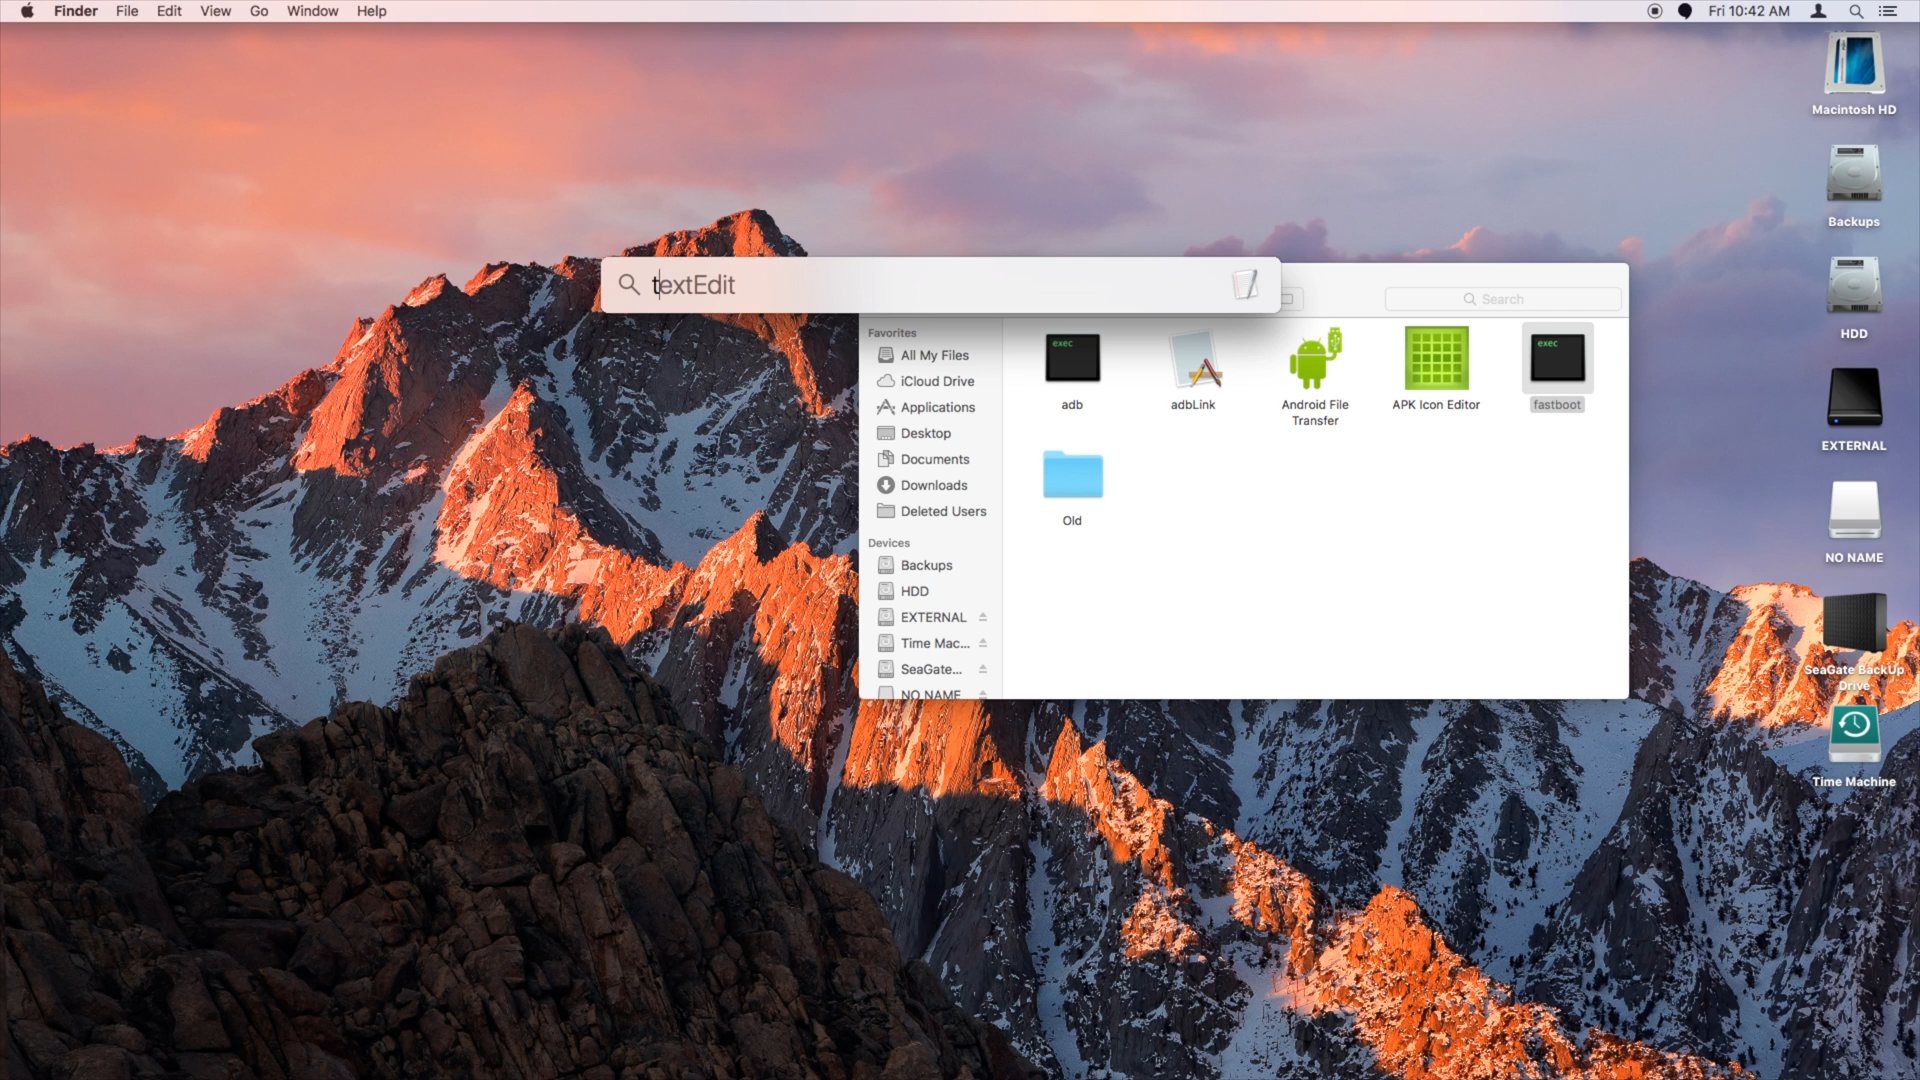 Finder File Edit View Go Window Help
Fri 10:42 AM
textEdit
Search
Favorites
All My Files
iCloud Drive
Applications
Desktop
Documents
Downloads
Deleted Users
Devices
Backups
HDD
EXTERNAL
Time Mac...
SeaGate...
NO NAME
exec
adb
adbLink
Android File
Transfer
APK Icon Editor
exec
fastboot
Old
Macintosh HD
Backups
HDD
EXTERNAL
NO NAME
SeaGate BackUp
Drive
Time Machine